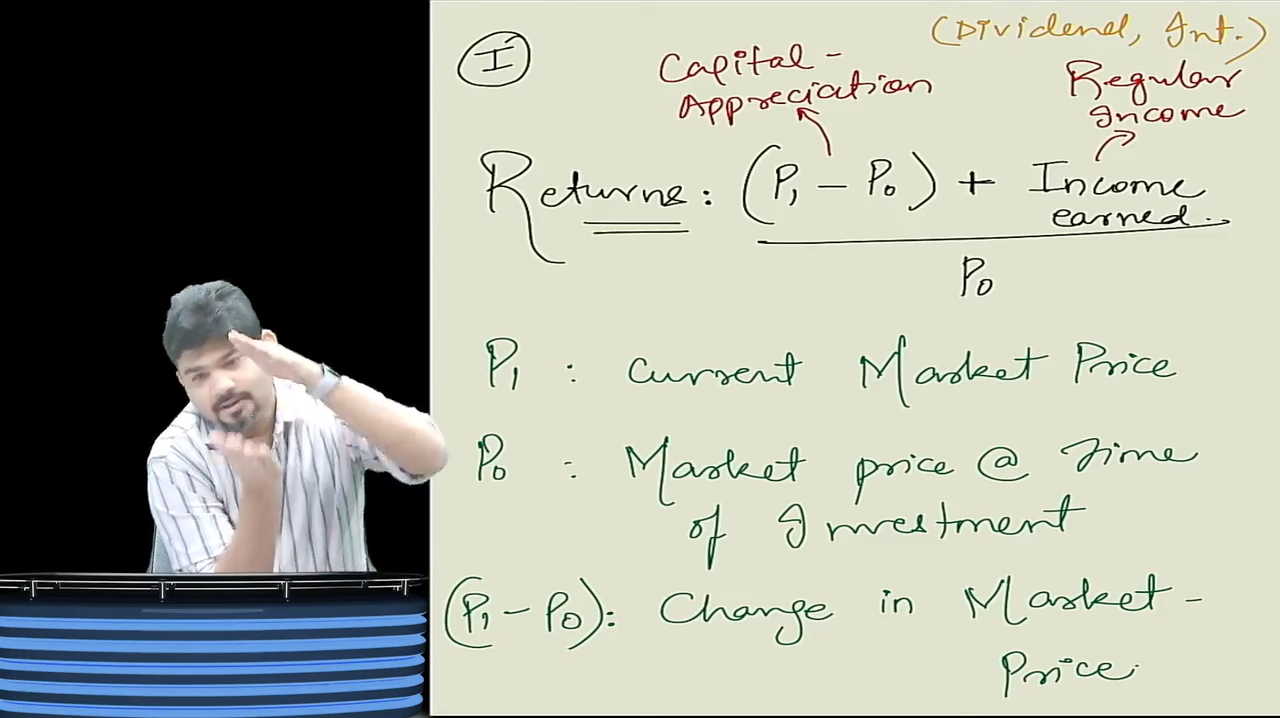 I
(Dividend, Int.)
Capital -
Appreciation
Regular
Income
Returns : (P₁ - P₀) + Income
earned.
P₀
P₁ : Current Market Price
P₀ : Market price @ Time
of Investment
(P₁ - P₀) : Change in Market -
Price